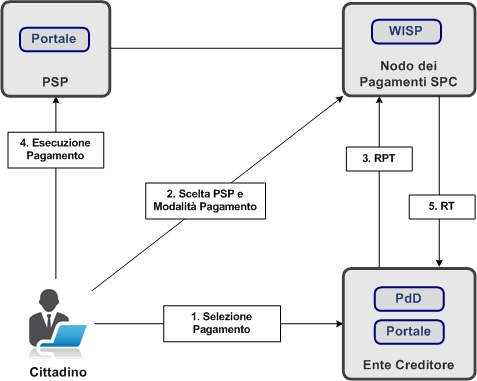 Portale
PSP
WISP
Nodo dei
Pagamenti SPC
4. Esecuzione
Pagamento
3. RPT
2. Scelta PSP e
Modalità Pagamento
5. RT
1. Selezione
Pagamento
PdD
Portale
Ente Creditore
Cittadino